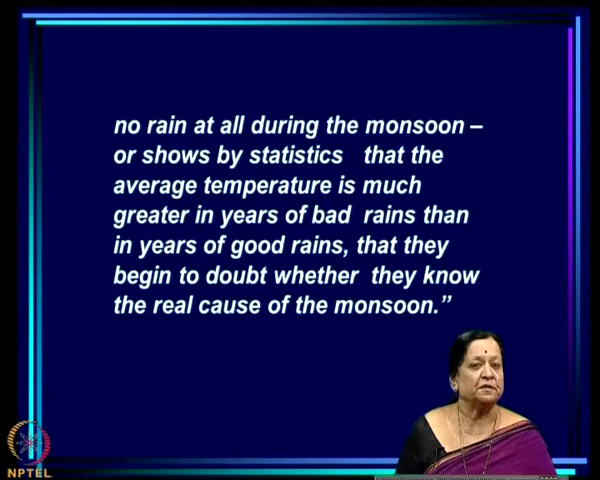 no rain at all during the monsoon –
or shows by statistics that the
average temperature is much
greater in years of bad rains than
in years of good rains, that they
begin to doubt whether they know
the real cause of the monsoon.”
NPTEL